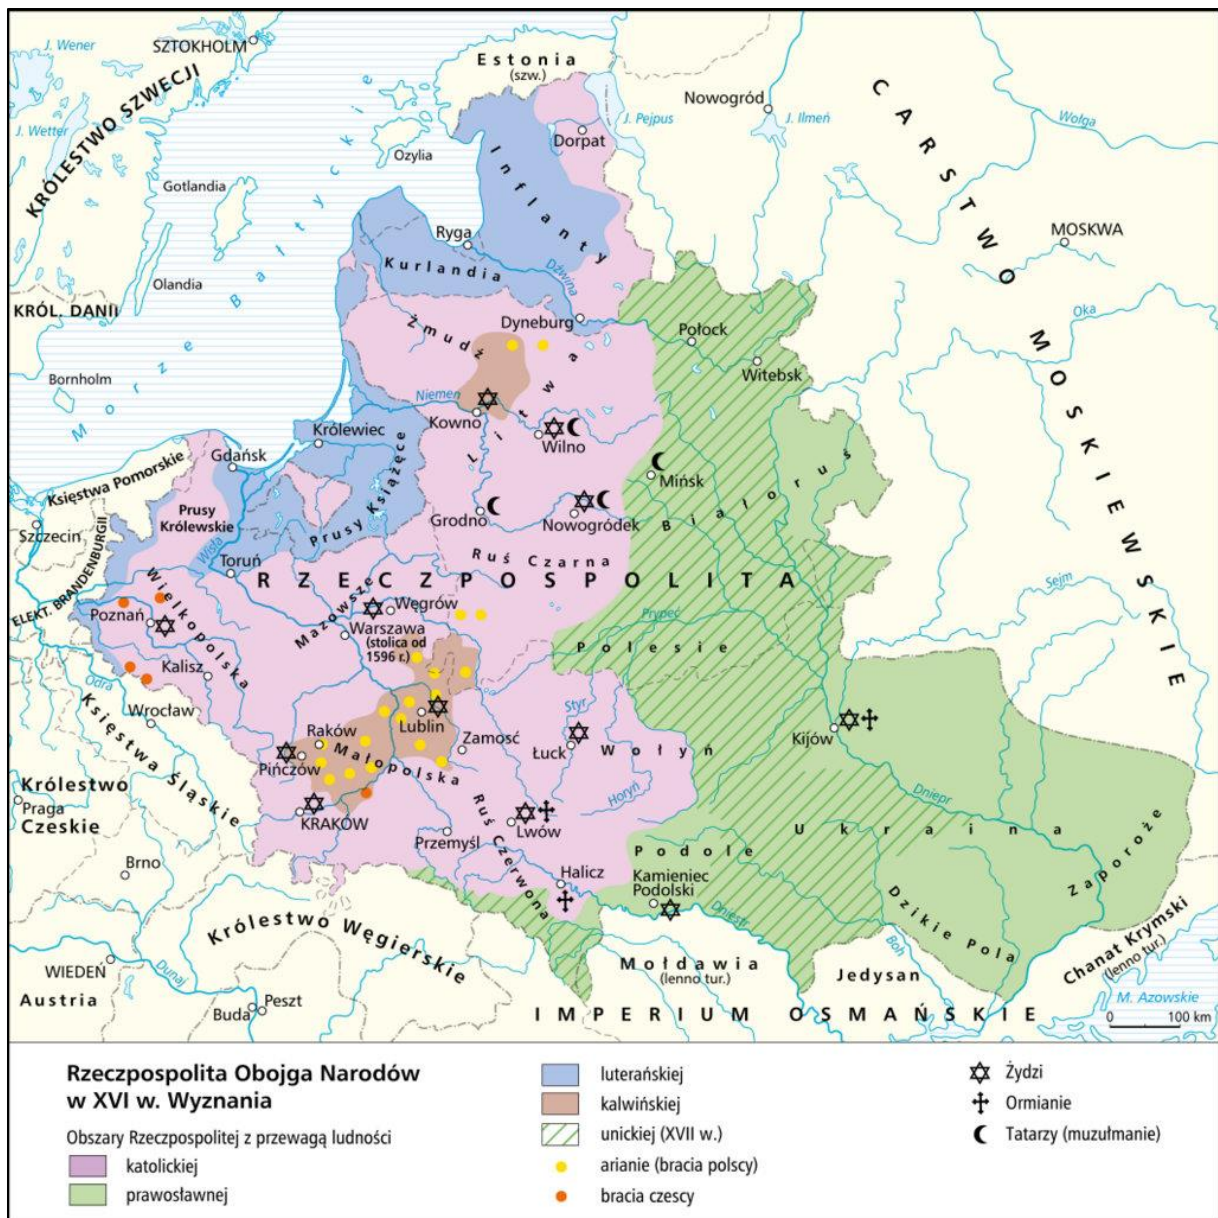 J. Wener
SZTOKHOLM
Estonia
(szw.)
CARSTWO MOSKIEWSKIE
Nowogród
J. Pejpus
J. Ilmeń
Wołga
J. Wetter
KRÓLESTWO SZWECJI
Dorpat
Ozylia
Morze Bałtyckie
Inflanty
Gotlandia
Ryga
MOSKWA
Kurlandia
Dźwina
Olandia
KRÓL. DANII
Oka
Żmudź
Dyneburg
Połock
Witebsk
Bornholm
Niemen
Litwa
Kowno
Królewiec
Wilno
Gdańsk
Księstwa Pomorskie
Mińsk
Białoruś
Prusy
Królewskie
Prusy Książęce
Grodno
Nowogródek
Szczecin
ELEKT. BRANDENBURGII
Wisła
Toruń
Ruś Czarna
RZECZPOSPOLITA
Sejm
Wielkopolska
Mazowsze
Węgrów
Prypeć
Poznań
Warszawa
(stolica od
1596 r.)
Polesie
Kalisz
Odra
Wrocław
Księstwa Śląskie
Styr
Lublin
Raków
Zamość
Łuck
Wołyń
Kijów
Pińczów
Małopolska
Królestwo
Praga
Czeskie
Horyń
Dniepr
KRAKÓW
Ruś Czerwona
Lwów
Ukraina
Przemyśl
Podole
Zaporoże
Brno
Halicz
Kamieniec
Podolski
Dzikie Pola
Dniestr
Królestwo Węgierskie
Boh
Chanat Krymski
(lenno tur.)
WIEDEŃ
Dunaj
Mołdawia
(lenno tur.)
Jedysan
Austria
Peszt
Buda
IMPERIUM OSMAŃSKIE
M. Azowskie
0 100 km
Rzeczpospolita Obojga Narodów
w XVI w. Wyznania
Obszary Rzeczpospolitej z przewagą ludności
katolickiej
prawosławnej
luterańskiej
kalwińskiej
unickiej (XVII w.)
arianie (bracia polscy)
bracia czescy
Żydzi
Ormianie
Tatarzy (muzułmanie)